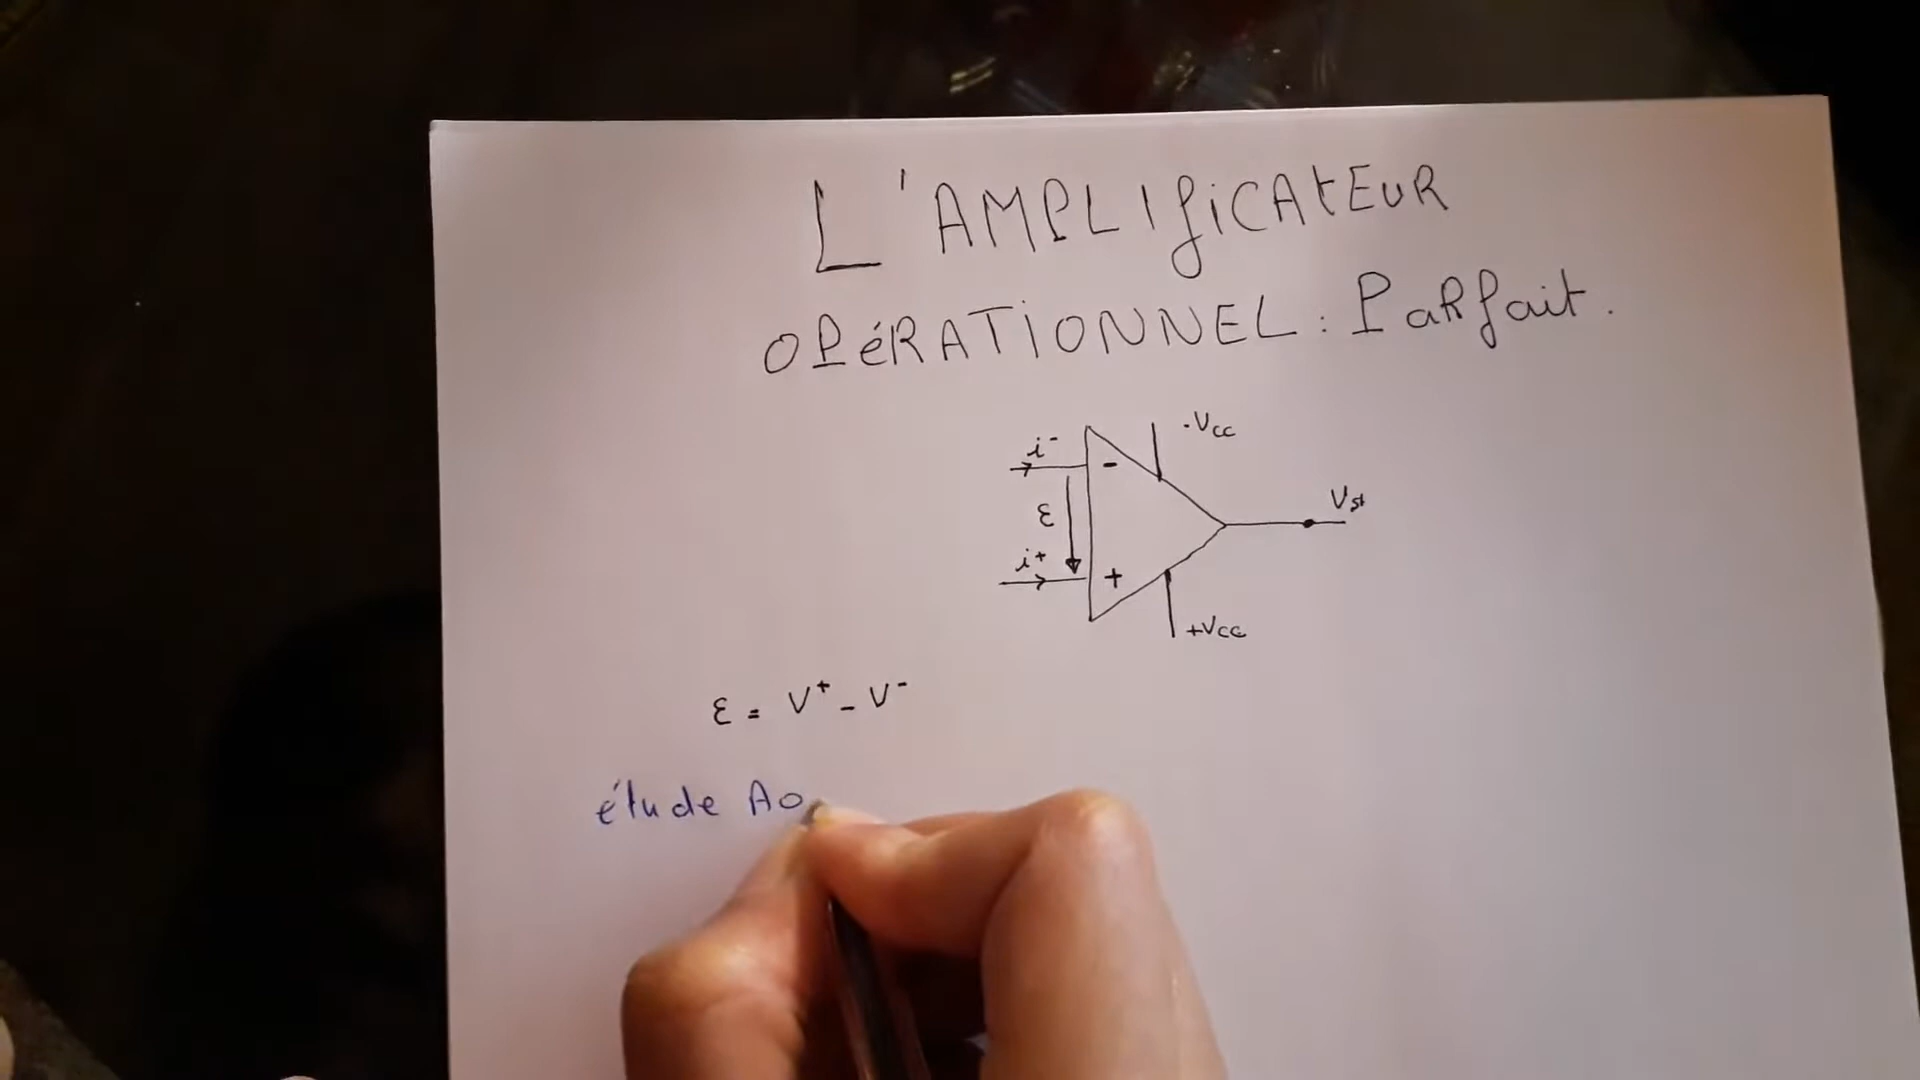 L'AMPLIfiCAtEUR
OPéRATiONNEL : PaRfait.
-Vcc
i-
-
Vst
ε
i+
+
+Vcc
ε = V+ - V-
étude AO